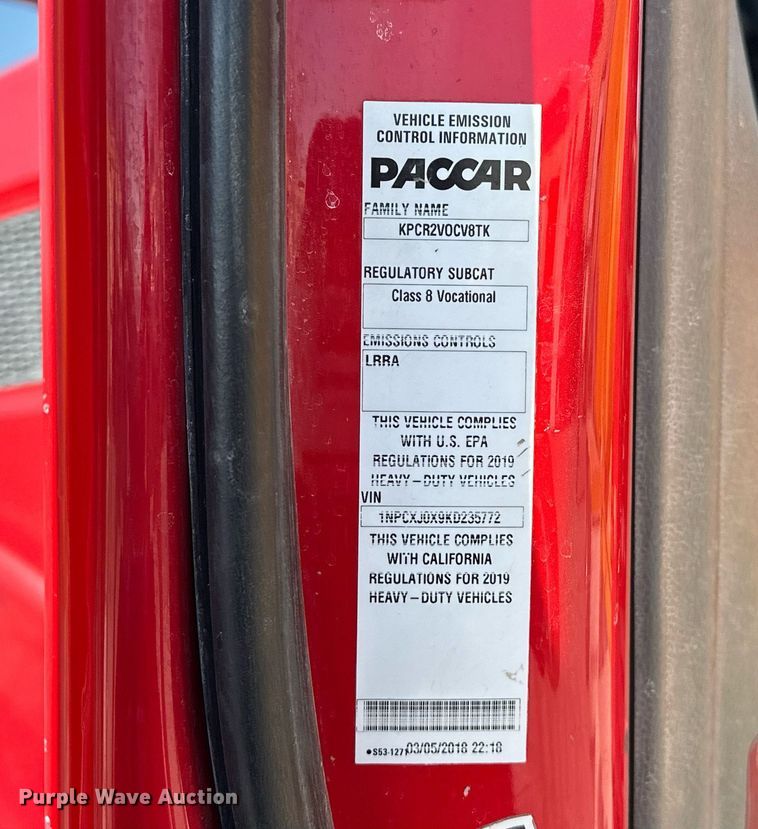 VEHICLE EMISSION
CONTROL INFORMATION
PACCAR
FAMILY NAME
KPCR2VOCV8TK
REGULATORY SUBCAT
Class 8 Vocational
EMISSIONS CONTROLS
LRRA
THIS VEHICLE COMPLIES
WITH U.S. EPA
REGULATIONS FOR 2019
HEAVY-DUTY VEHICLES
VIN
1NPCXJ0X9KD235772
THIS VEHICLE COMPLIES
WITH CALIFORNIA
REGULATIONS FOR 2019
HEAVY-DUTY VEHICLES
S53-1271 03/05/2018 22:18
Purple Wave Auction